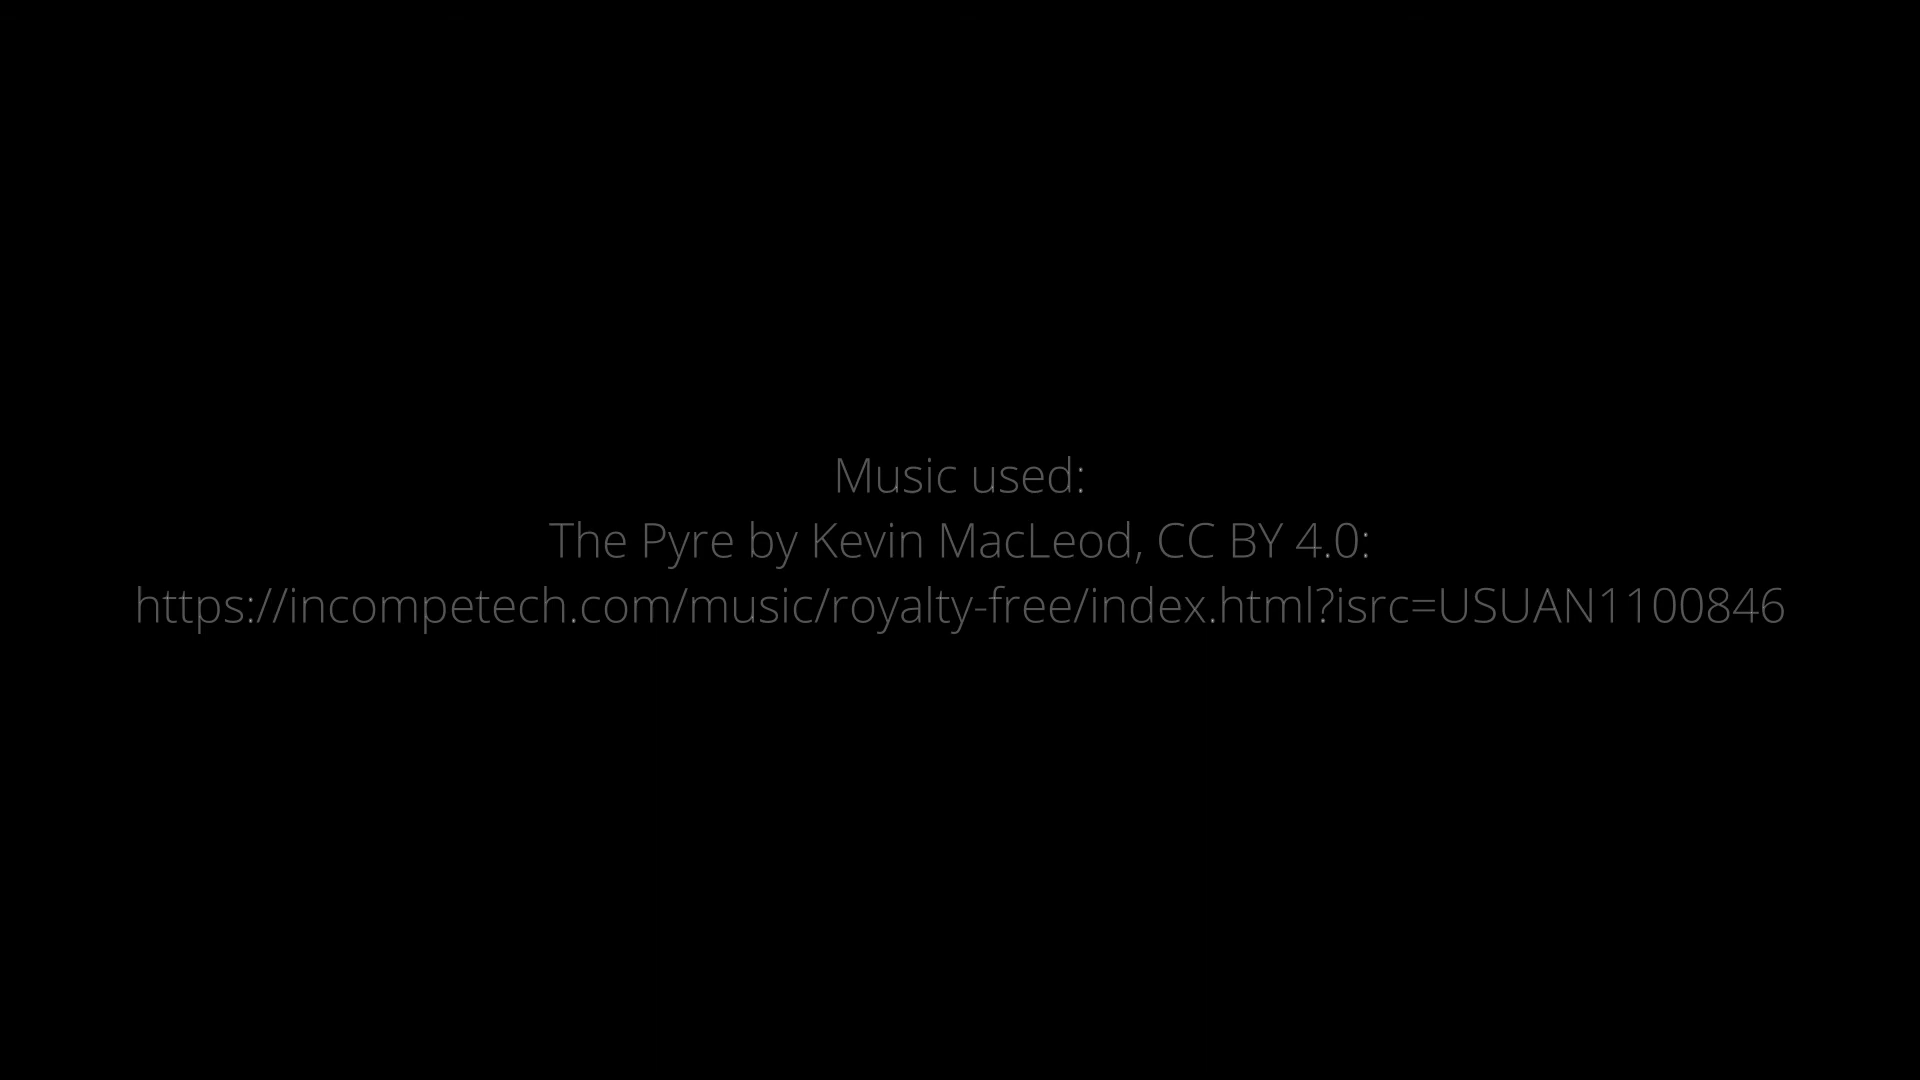 Music used:
The Pyre by Kevin MacLeod, CC BY 4.0:
https://incompetech.com/music/royalty-free/index.html?isrc=USUAN1100846